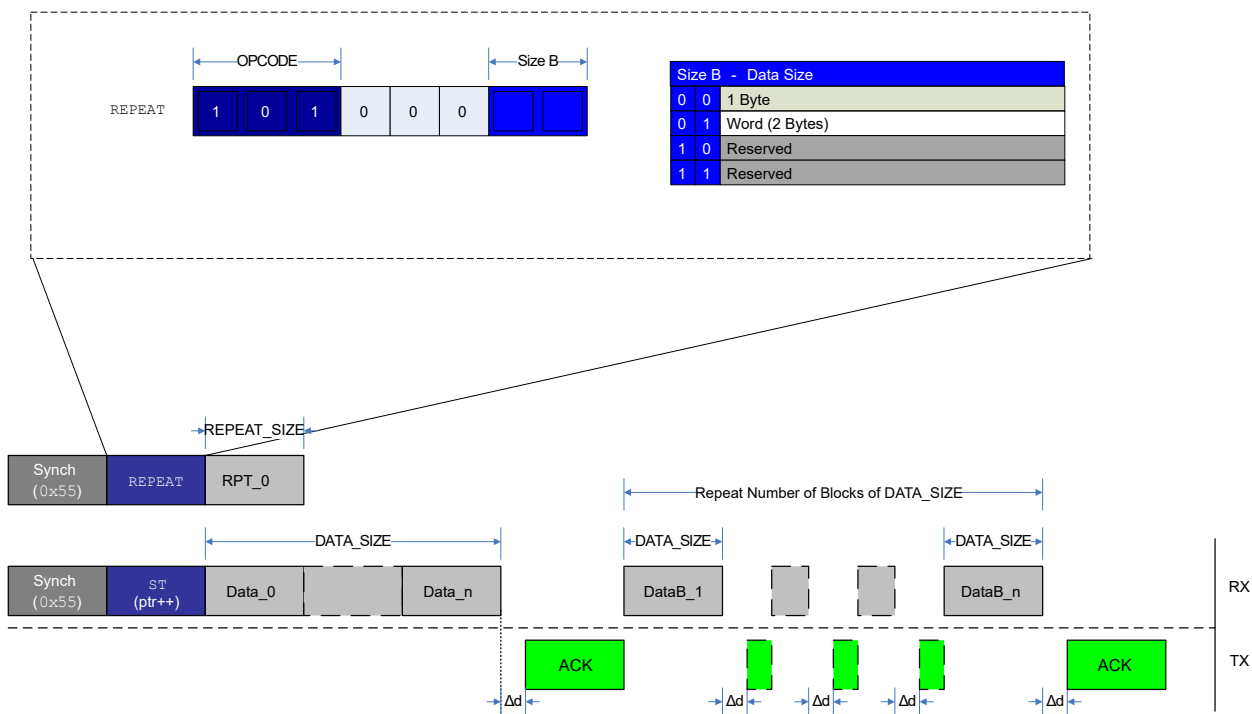 OPCODE
Size B
REPEAT
1 0 1 0 0 0
Size B - Data Size
0 0 1 Byte
0 1 Word (2 Bytes)
1 0 Reserved
1 1 Reserved
REPEAT_SIZE
Synch
(0x55)
REPEAT
RPT_0
Repeat Number of Blocks of DATA_SIZE
DATA_SIZE
DATA_SIZE
DATA_SIZE
Synch
(0x55)
ST
(ptr++)
Data_0
Data_n
DataB_1
DataB_n
RX
ACK
ACK
TX
Δd
Δd
Δd
Δd
Δd